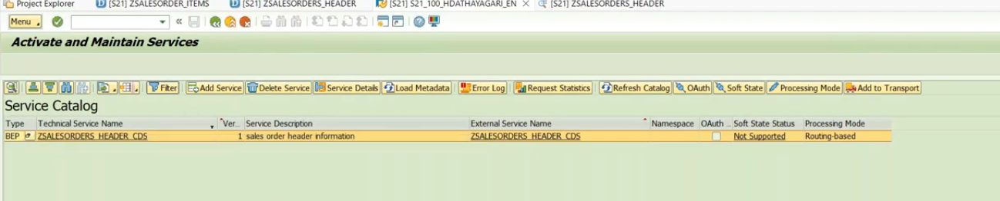 Project Explorer [S21] ZSALESORDER_ITEMS [S21] ZSALESORDERS_HEADER [S21] S21_100_HDATHAYAGARI_EN [S21] ZSALESORDERS_HEADER
Menu
Activate and Maintain Services
Filter Add Service Delete Service Service Details Load Metadata Error Log Request Statistics Refresh Catalog OAuth Soft State Processing Mode Add to Transport
Service Catalog
Type Technical Service Name Ver... Service Description External Service Name Namespace OAuth ... Soft State Status Processing Mode
BEP ZSALESORDERS_HEADER_CDS 1 sales order header information ZSALESORDERS_HEADER_CDS Not Supported Routing-based